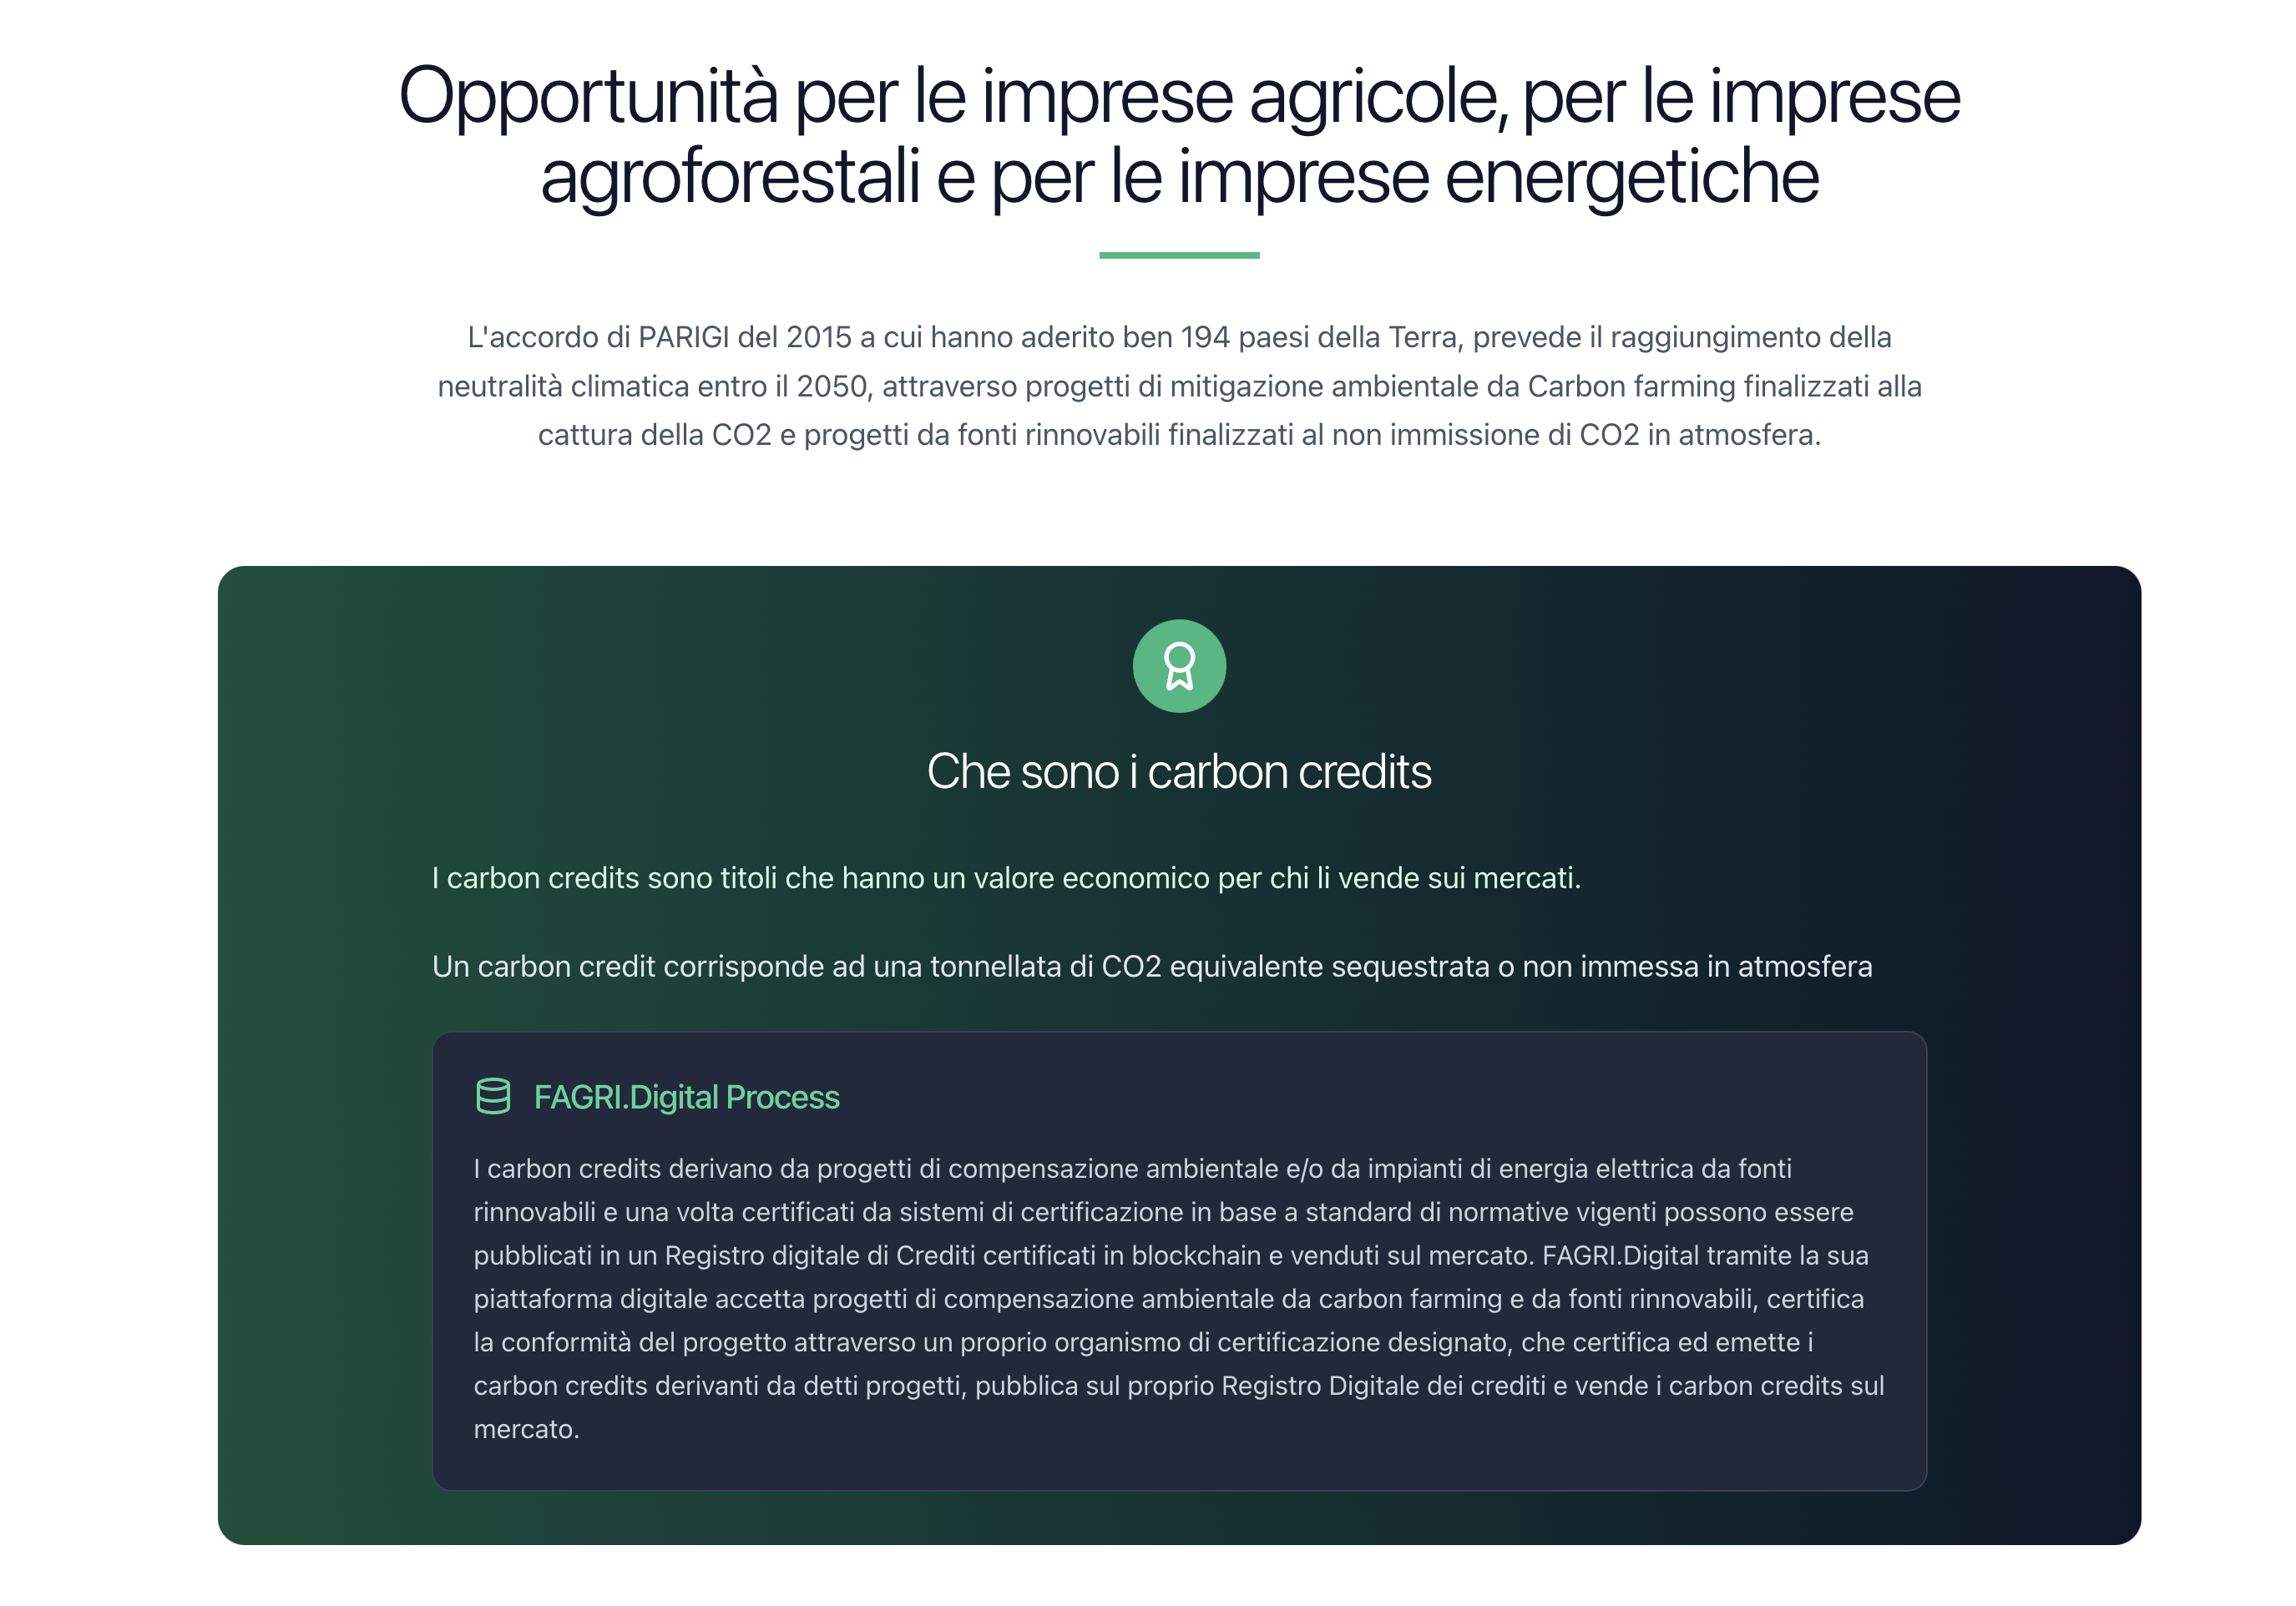 Opportunità per le imprese agricole, per le imprese
agroforestali e per le imprese energetiche
L'accordo di PARIGI del 2015 a cui hanno aderito ben 194 paesi della Terra, prevede il raggiungimento della
neutralità climatica entro il 2050, attraverso progetti di mitigazione ambientale da Carbon farming finalizzati alla
cattura della CO2 e progetti da fonti rinnovabili finalizzati al non immissione di CO2 in atmosfera.
Che sono i carbon credits
I carbon credits sono titoli che hanno un valore economico per chi li vende sui mercati.
Un carbon credit corrisponde ad una tonnellata di CO2 equivalente sequestrata o non immessa in atmosfera
FAGRI.Digital Process
I carbon credits derivano da progetti di compensazione ambientale e/o da impianti di energia elettrica da fonti
rinnovabili e una volta certificati da sistemi di certificazione in base a standard di normative vigenti possono essere
pubblicati in un Registro digitale di Crediti certificati in blockchain e venduti sul mercato. FAGRI.Digital tramite la sua
piattaforma digitale accetta progetti di compensazione ambientale da carbon farming e da fonti rinnovabili, certifica
la conformità del progetto attraverso un proprio organismo di certificazione designato, che certifica ed emette i
carbon credits derivanti da detti progetti, pubblica sul proprio Registro Digitale dei crediti e vende i carbon credits sul
mercato.